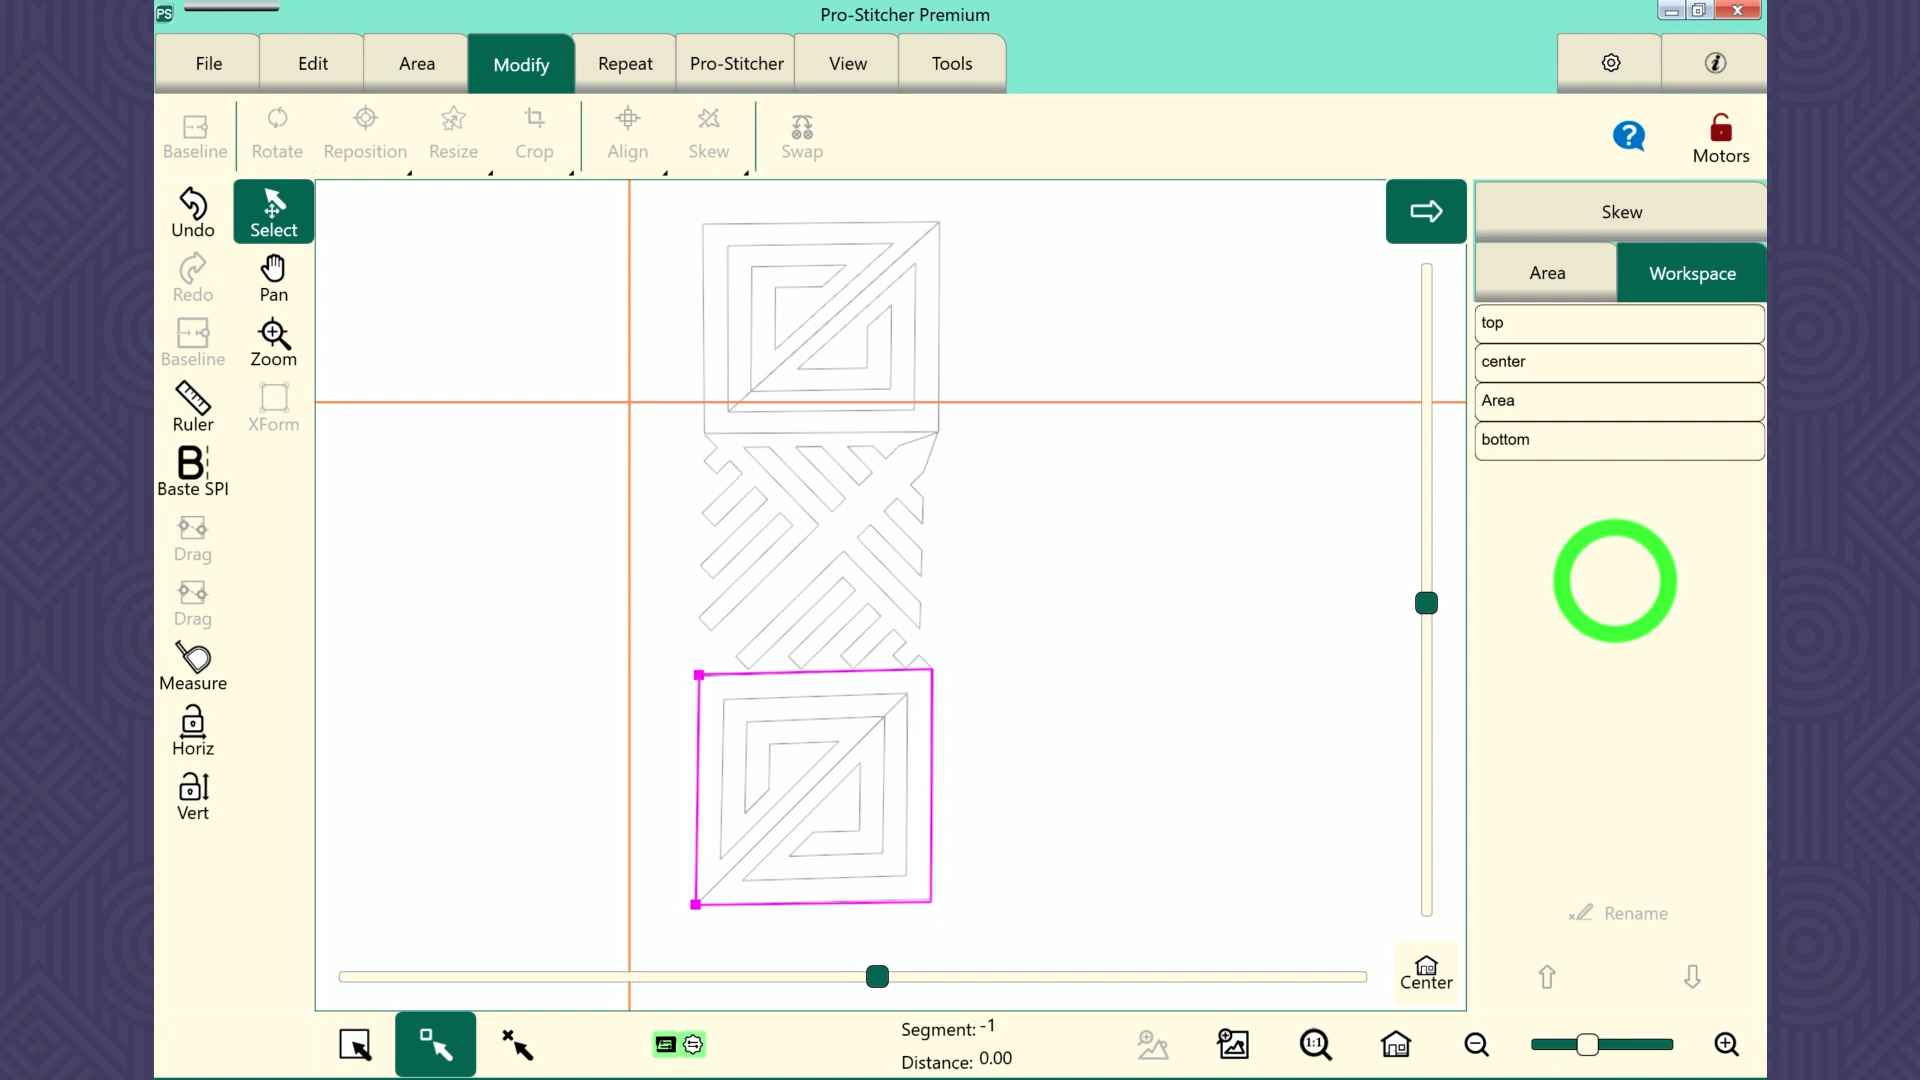 PS
Pro-Stitcher Premium
File Edit Area Modify Repeat Pro-Stitcher View Tools
Baseline Rotate Reposition Resize Crop Align Skew Swap
Motors
Undo Select
Redo Pan
Baseline Zoom
Ruler XForm
B
Baste SPI
Drag
Drag
Measure
Horiz
Vert
Skew
Area Workspace
top
center
Area
bottom
Rename
Center
Segment: -1
Distance: 0.00
1:1